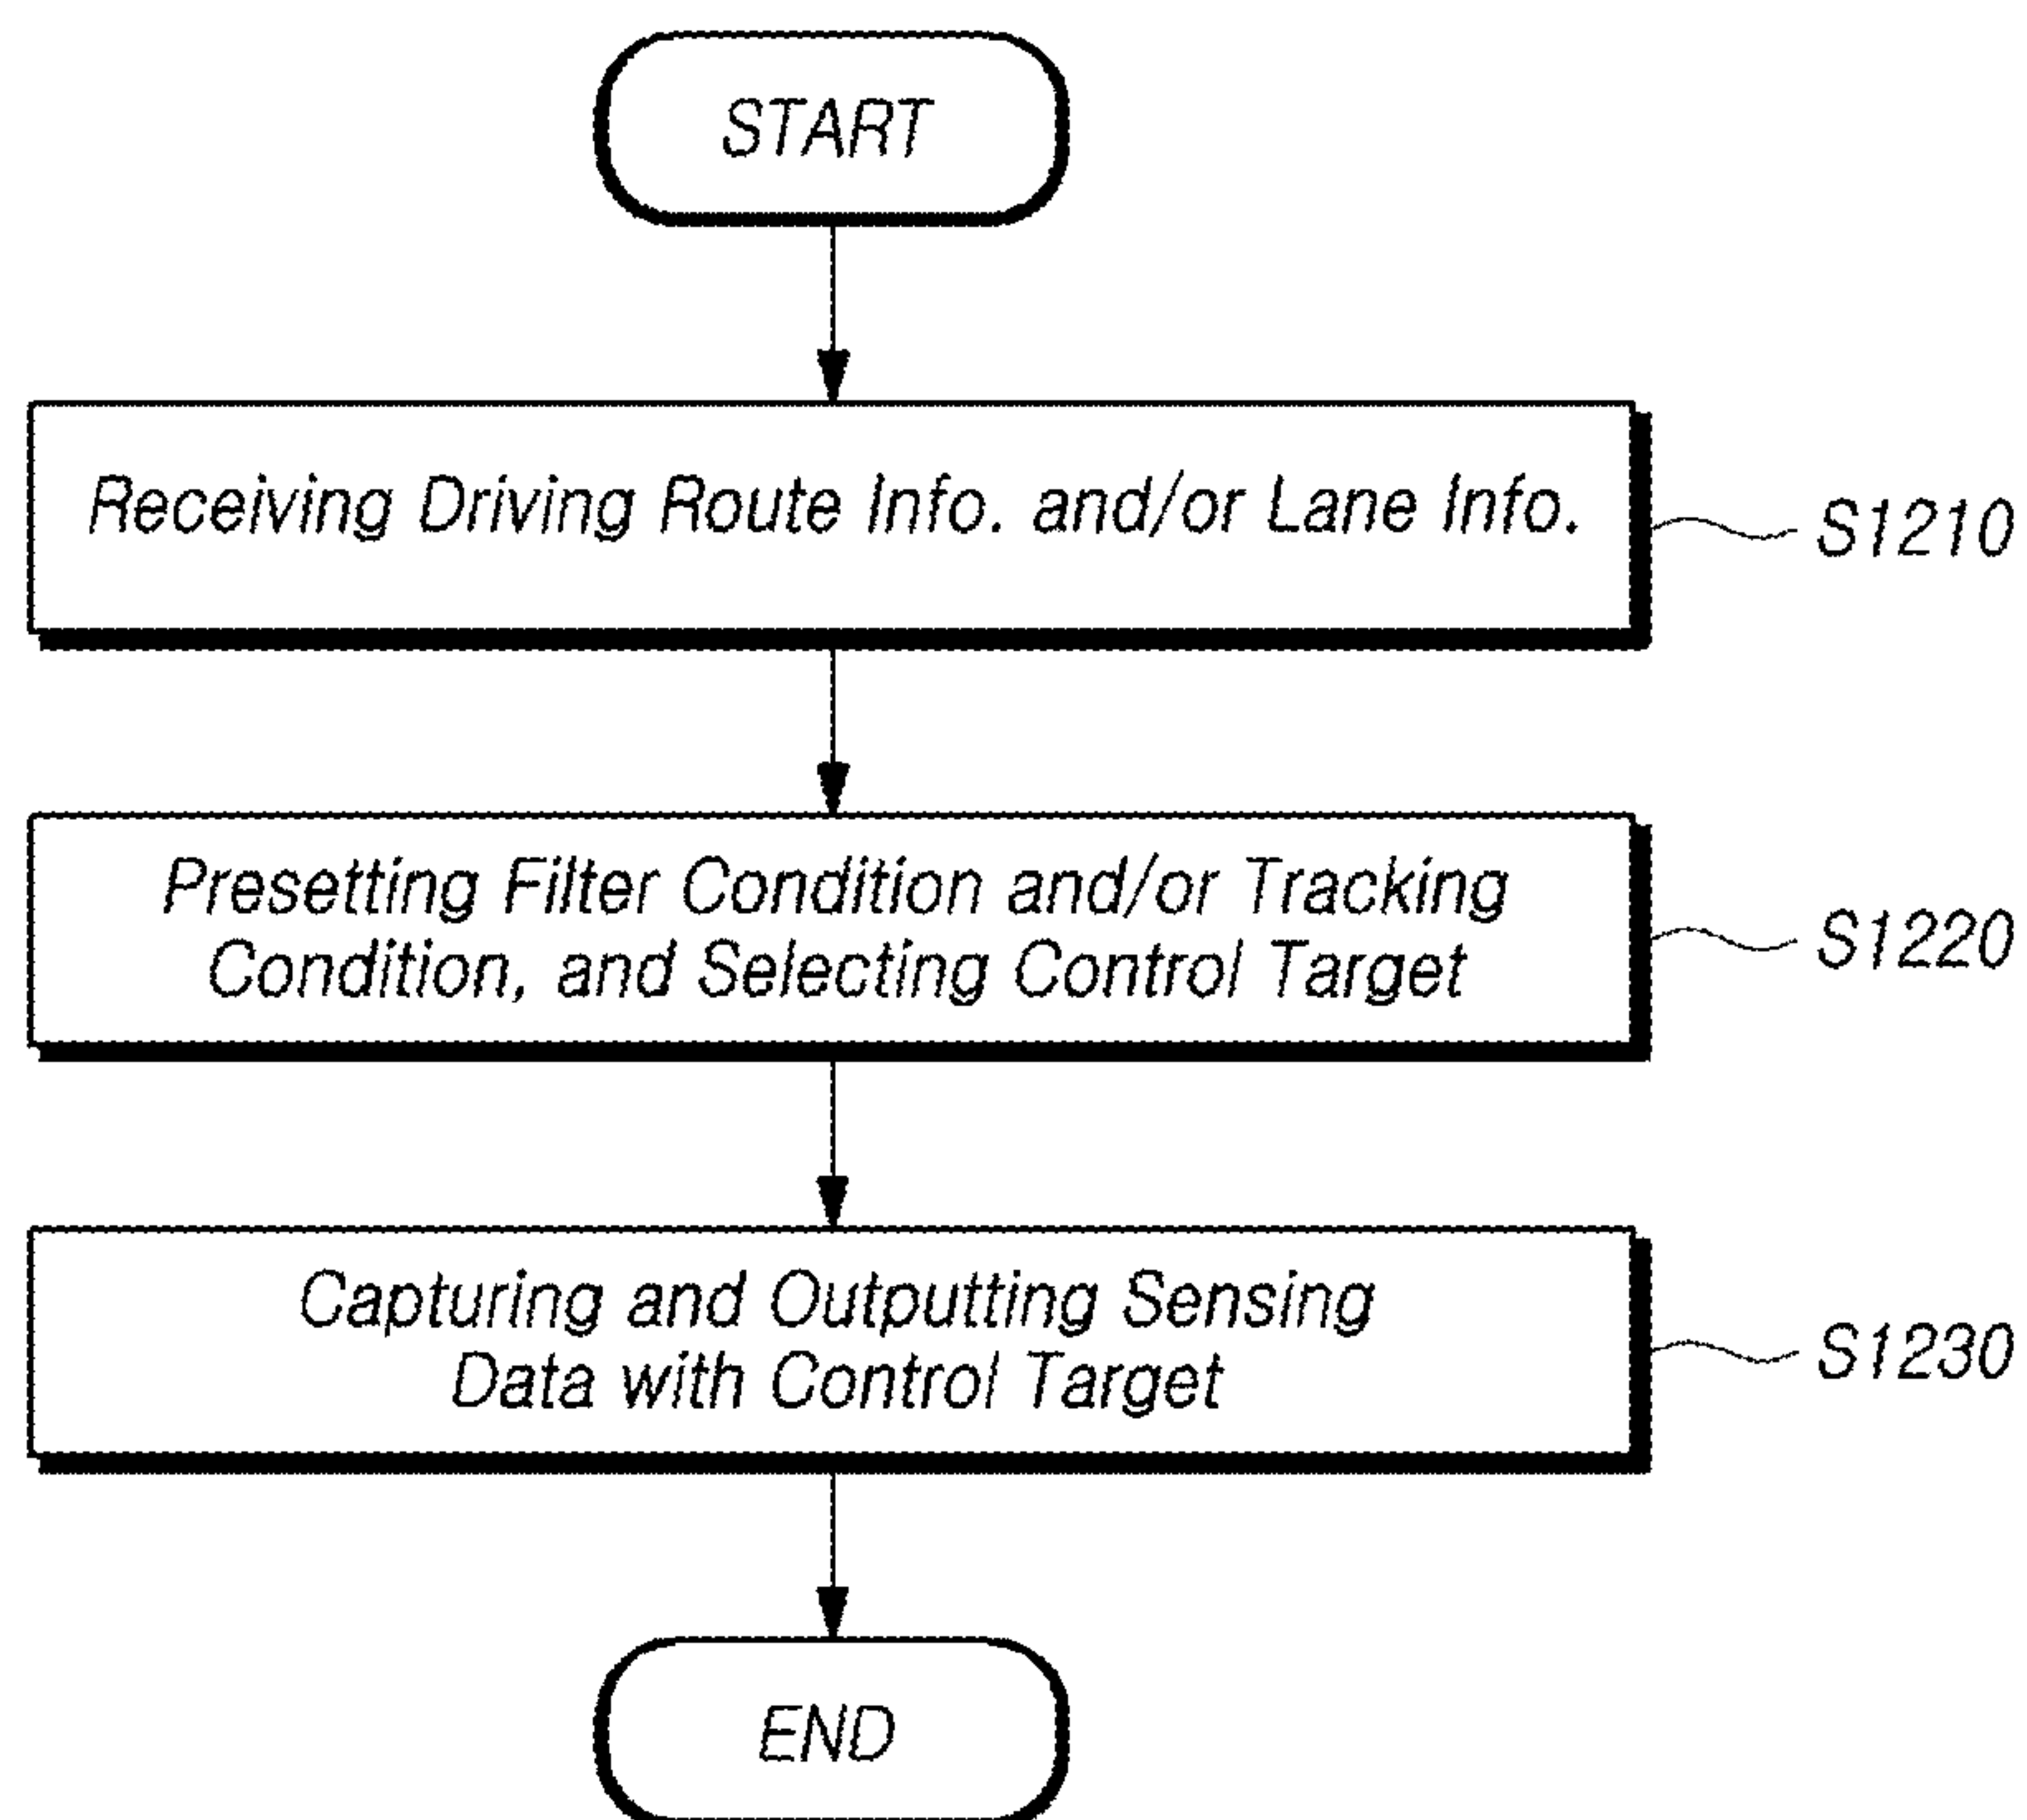 START
Receiving Driving Route Info. and/or Lane Info.
S1210
Presetting Filter Condition and/or Tracking
Condition, and Selecting Control Target
S1220
Capturing and Outputting Sensing
Data with Control Target
S1230
END